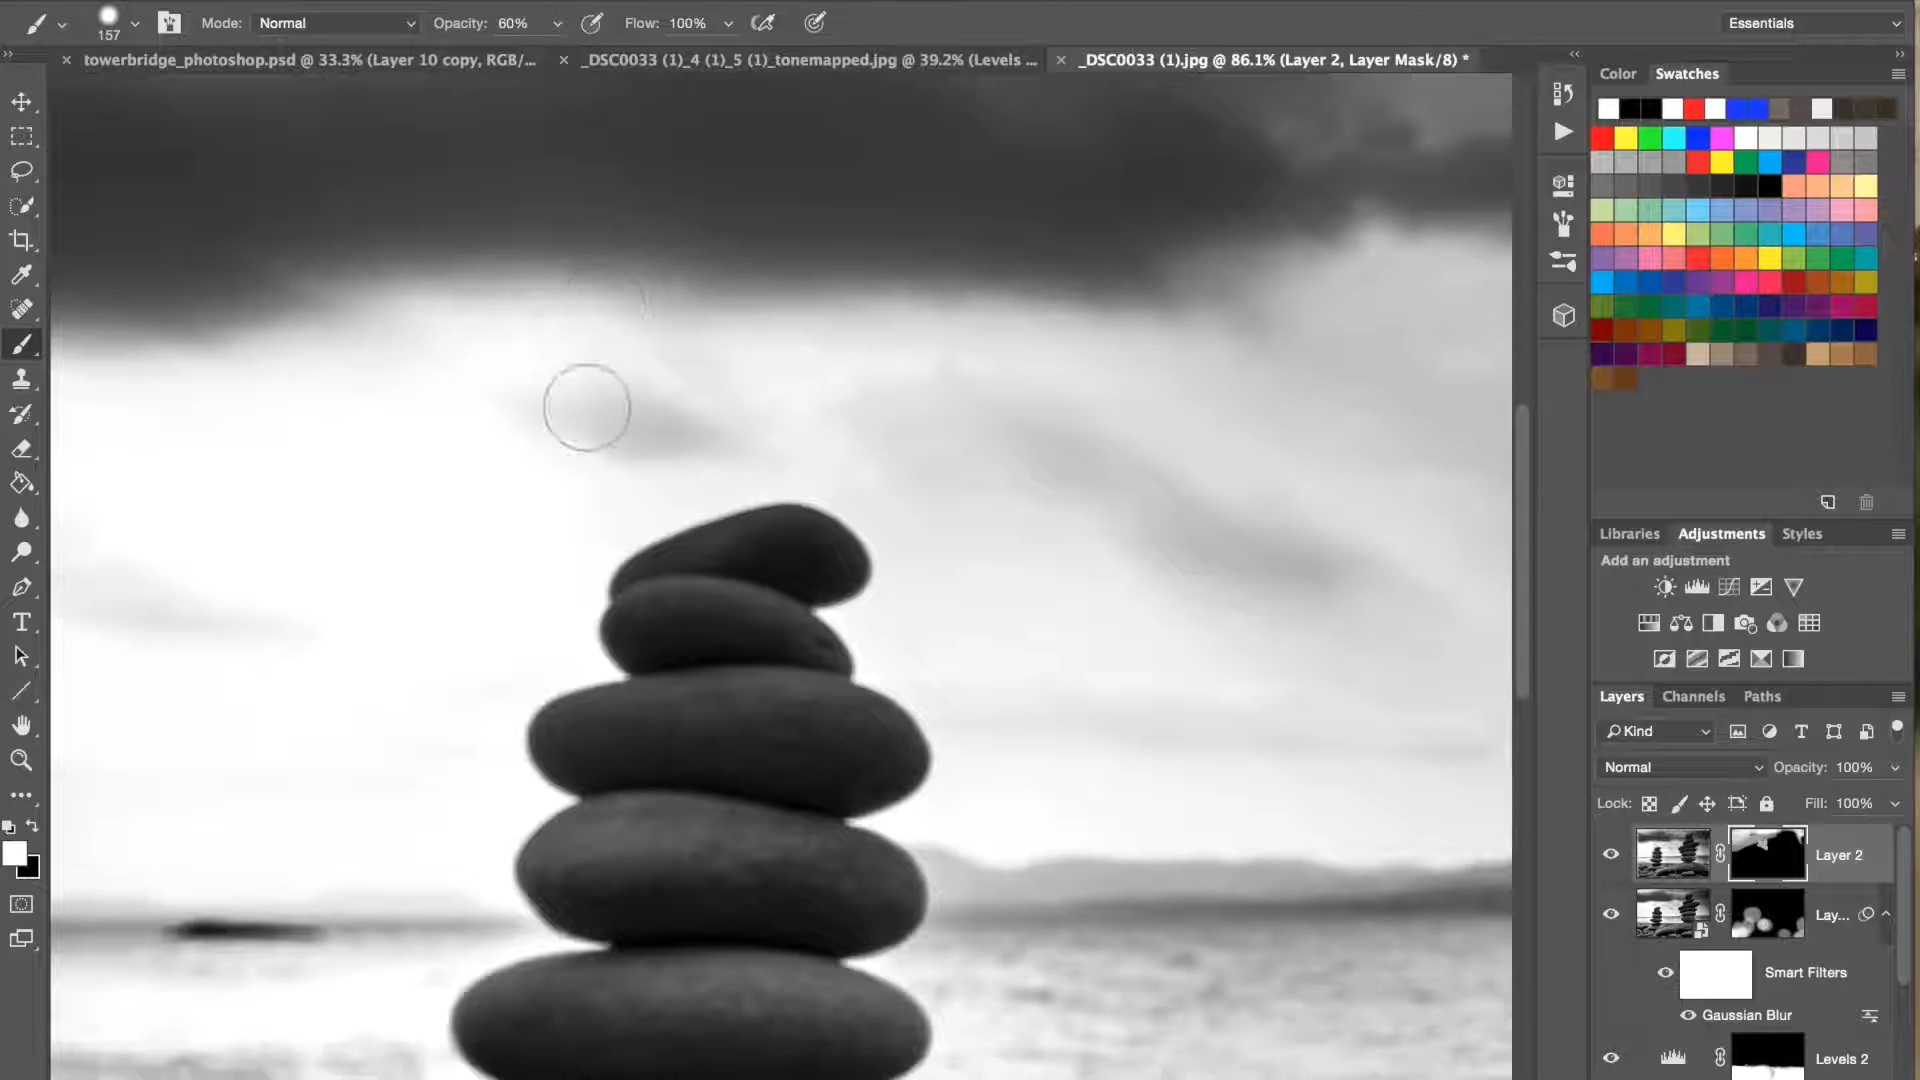 157 Mode: Normal Opacity: 60% Flow: 100% Essentials
towerbridge_photoshop.psd @ 33.3% (Layer 10 copy, RGB/... _DSC0033 (1)_4 (1)_5 (1)_tonemapped.jpg @ 39.2% (Levels ... _DSC0033 (1).jpg @ 86.1% (Layer 2, Layer Mask/8) *
Color Swatches
Libraries Adjustments Styles
Add an adjustment
Layers Channels Paths
Kind
Normal Opacity: 100%
Lock: Fill: 100%
Layer 2
Lay...
Smart Filters
Gaussian Blur
Levels 2